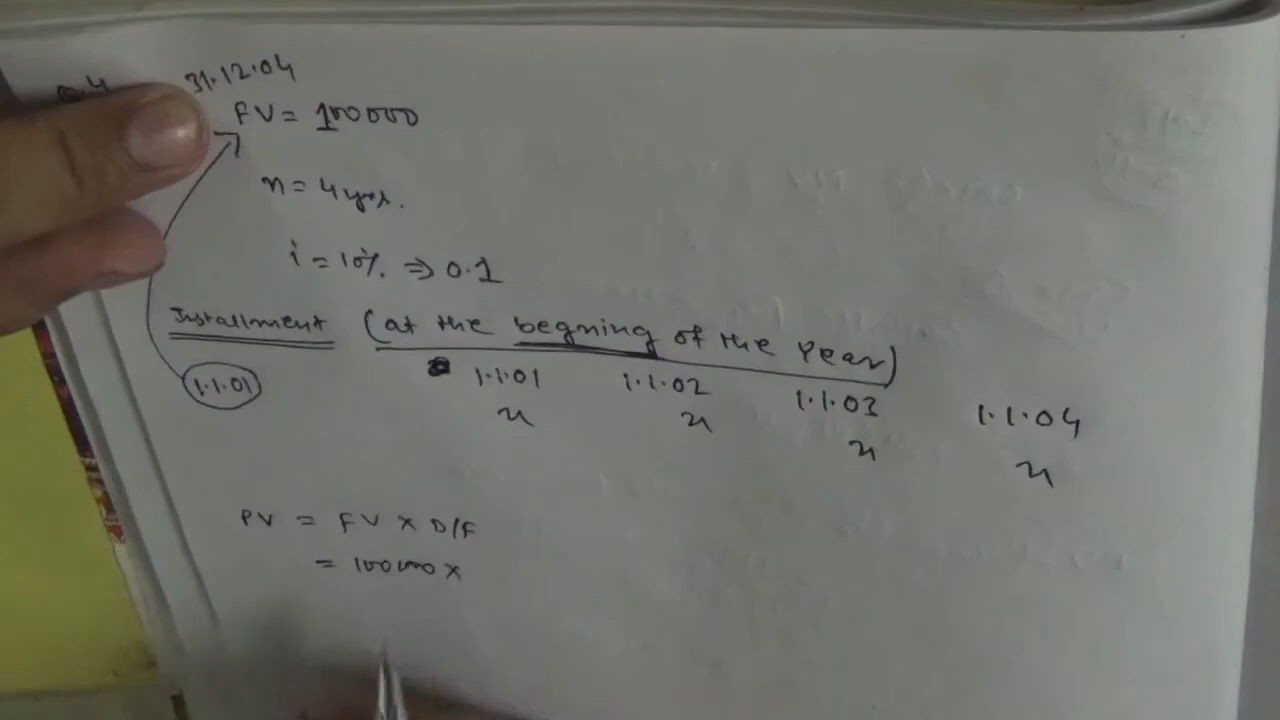 31.12.04
FV = 100000
n = 4 yrs.
i = 10% ⇒ 0.1
Installment (at the begning of the year)
1.1.01 1.1.01 1.1.02 1.1.03 1.1.04
x x x x
PV = FV x D/F
= 100000 x